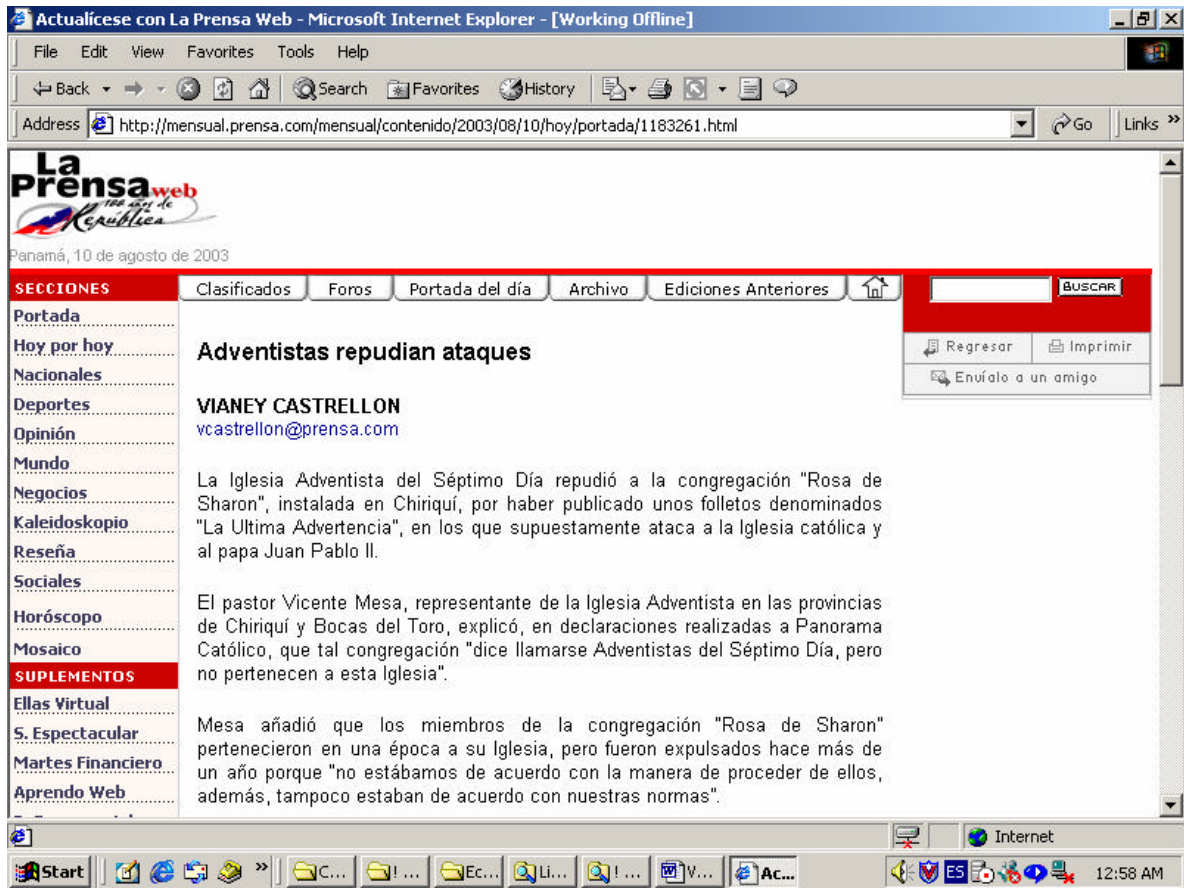 Actualícese con La Prensa Web - Microsoft Internet Explorer - [Working Offline]
File Edit View Favorites Tools Help
Back Search Favorites History
Address http://mensual.prensa.com/mensual/contenido/2003/08/10/hoy/portada/1183261.html Go Links »
La
Prensa web
100 años de
República
Panamá, 10 de agosto de 2003
SECCIONES
Portada
Hoy por hoy
Nacionales
Deportes
Opinión
Mundo
Negocios
Kaleidoskopio
Reseña
Sociales
Horóscopo
Mosaico
SUPLEMENTOS
Ellas Virtual
S. Espectacular
Martes Financiero
Aprendo Web
Clasificados Foros Portada del día Archivo Ediciones Anteriores
BUSCAR
Regresar Imprimir
Envíalo a un amigo
Adventistas repudian ataques
VIANEY CASTRELLON
vcastrellon@prensa.com
La Iglesia Adventista del Séptimo Día repudió a la congregación "Rosa de
Sharon", instalada en Chiriquí, por haber publicado unos folletos denominados
"La Ultima Advertencia", en los que supuestamente ataca a la Iglesia católica y
al papa Juan Pablo II.
El pastor Vicente Mesa, representante de la Iglesia Adventista en las provincias
de Chiriquí y Bocas del Toro, explicó, en declaraciones realizadas a Panorama
Católico, que tal congregación "dice llamarse Adventistas del Séptimo Día, pero
no pertenecen a esta Iglesia".
Mesa añadió que los miembros de la congregación "Rosa de Sharon"
pertenecieron en una época a su Iglesia, pero fueron expulsados hace más de
un año porque "no estábamos de acuerdo con la manera de proceder de ellos,
además, tampoco estaban de acuerdo con nuestras normas".
Internet
Start » C... !... Ec... Li... !... V... Ac... ES 12:58 AM